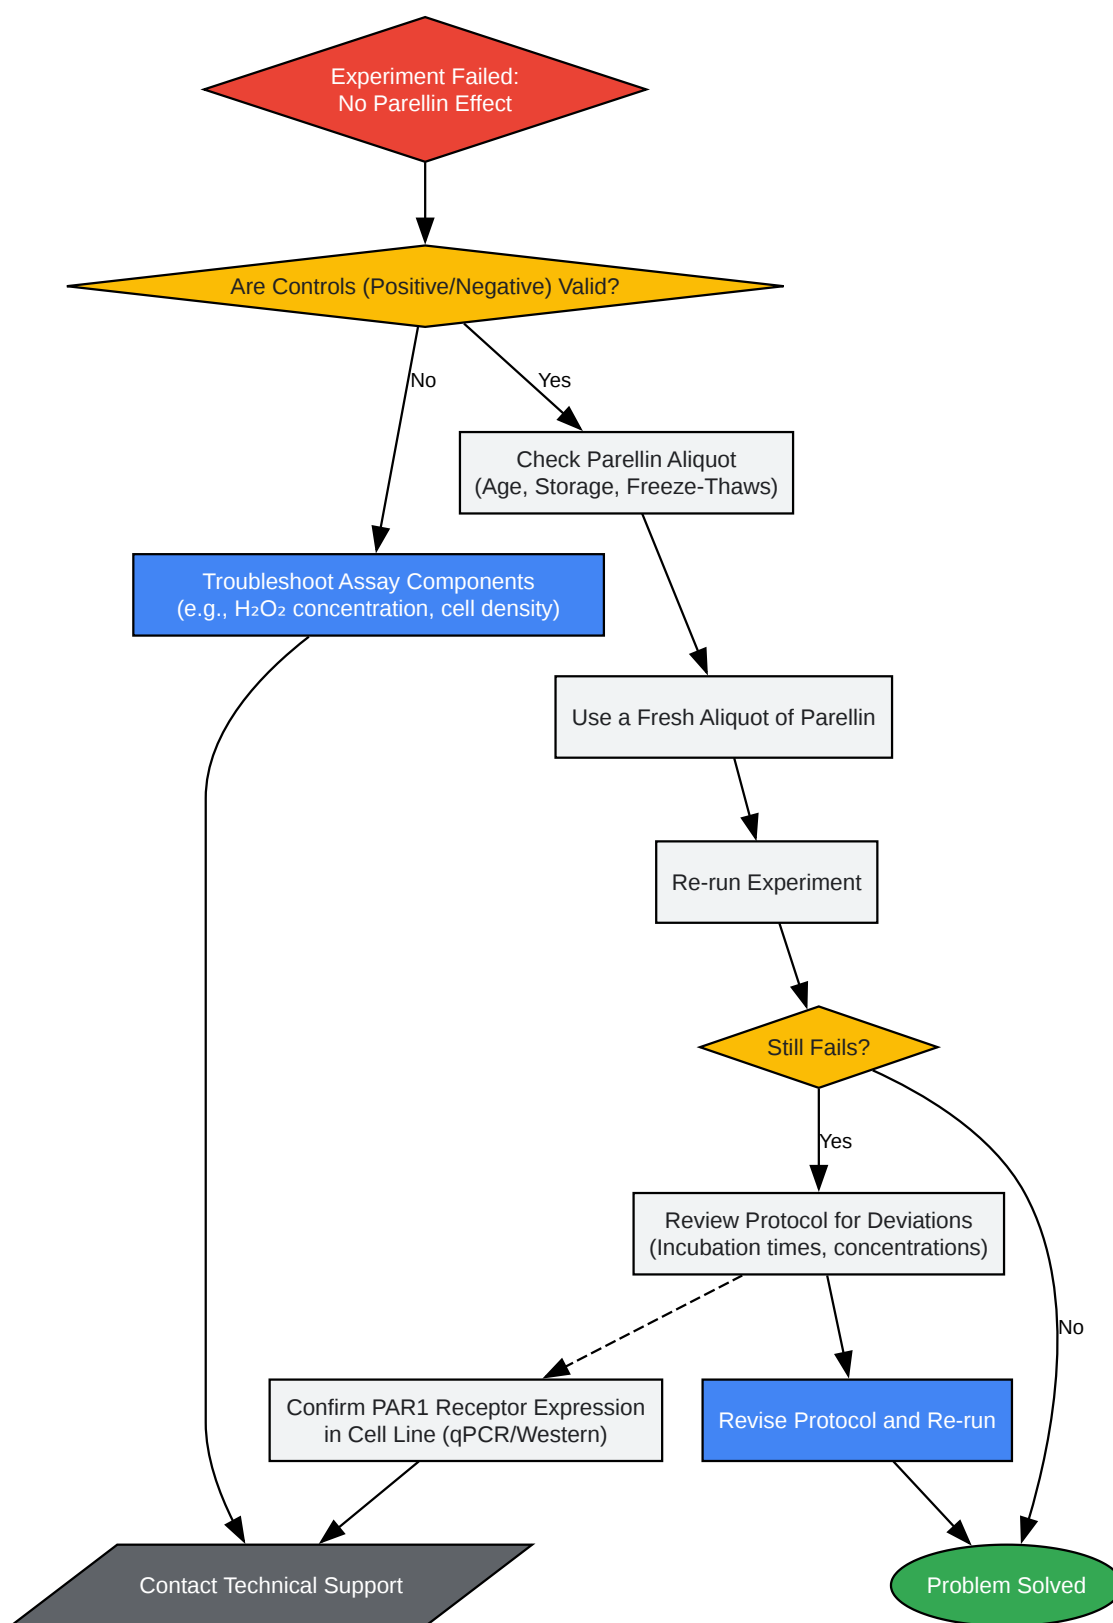 Experiment Failed:
No Parellin Effect
Are Controls (Positive/Negative) Valid?
No
Yes
Check Parellin Aliquot
(Age, Storage, Freeze-Thaws)
Troubleshoot Assay Components
(e.g., H₂O₂ concentration, cell density)
Use a Fresh Aliquot of Parellin
Re-run Experiment
Still Fails?
Yes
Review Protocol for Deviations
(Incubation times, concentrations)
No
Confirm PAR1 Receptor Expression
in Cell Line (qPCR/Western)
Revise Protocol and Re-run
Contact Technical Support
Problem Solved